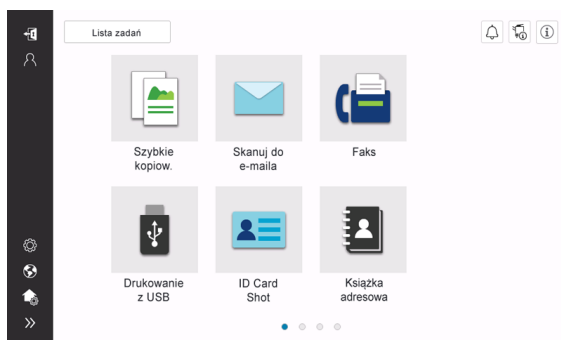 Lista zadań
Szybkie
kopiow.
Skanuj do
e-maila
Faks
Drukowanie
z USB
ID Card
Shot
Książka
adresowa